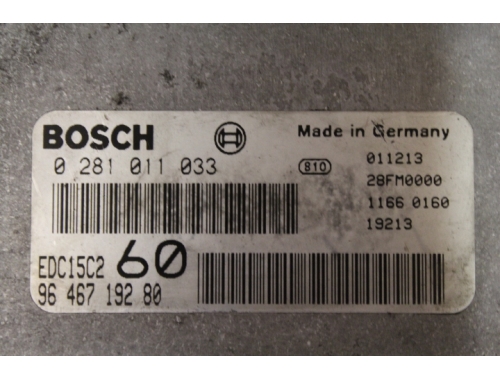 BOSCH
Made in Germany
0 281 011 033
810
011213
28FM0000
1166 0160
19213
EDC15C2 60
96 467 192 80